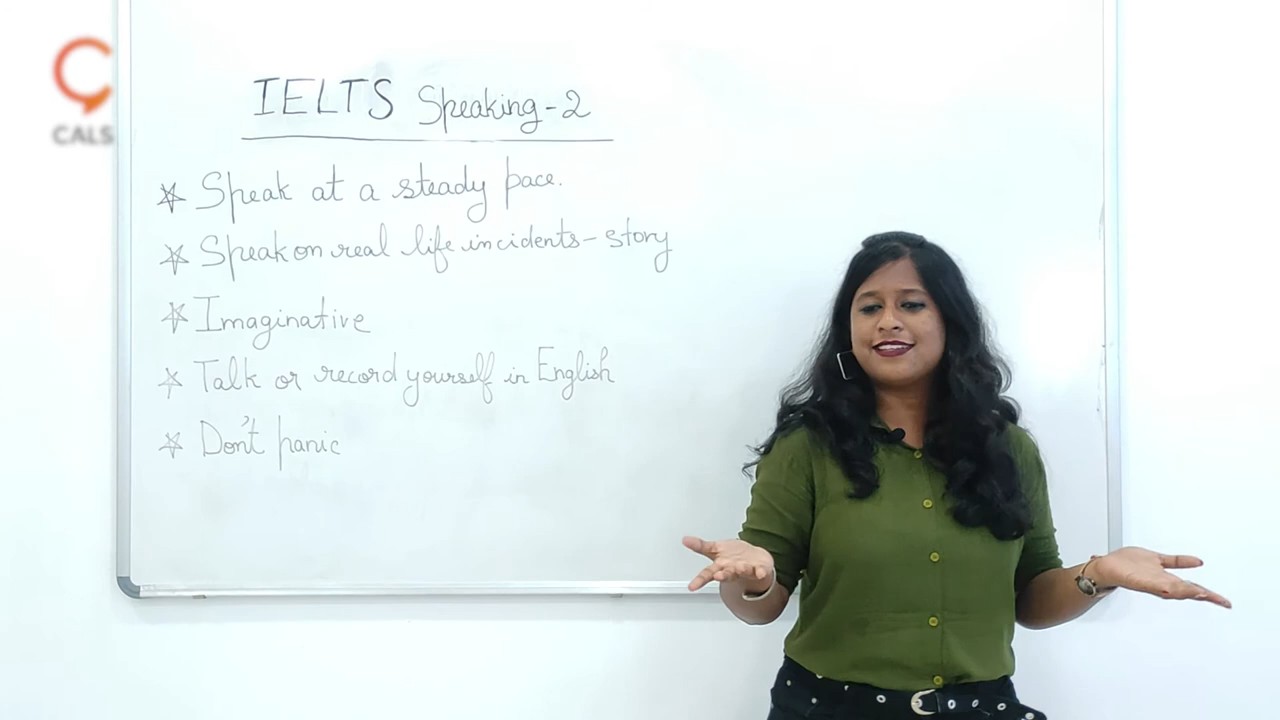 CALS
IELTS Speaking-2
Speak at a steady pace.
Speak on real life incidents-story
Imaginative
Talk or record yourself in English
Don't panic